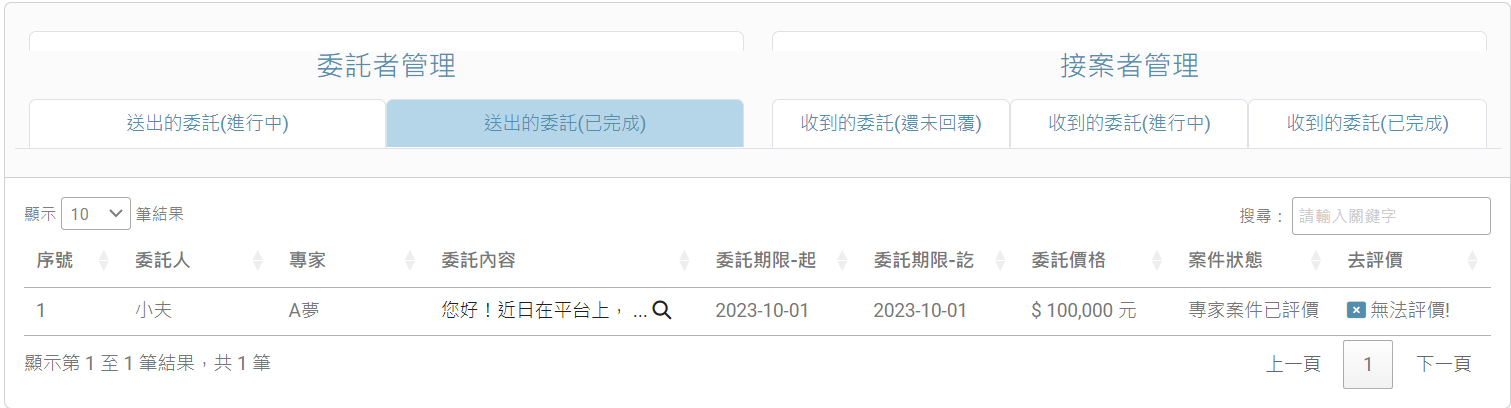 委託者管理 接案者管理
送出的委託(進行中) 送出的委託(已完成) 收到的委託(還未回覆) 收到的委託(進行中) 收到的委託(已完成)
顯示 10 筆結果 搜尋： 請輸入關鍵字
序號 委託人 專家 委託內容 委託期限-起 委託期限-訖 委託價格 案件狀態 去評價
1 小夫 A夢 您好！近日在平台上， ... 2023-10-01 2023-10-01 $ 100,000 元 專家案件已評價 無法評價!
顯示第 1 至 1 筆結果，共 1 筆 上一頁 1 下一頁